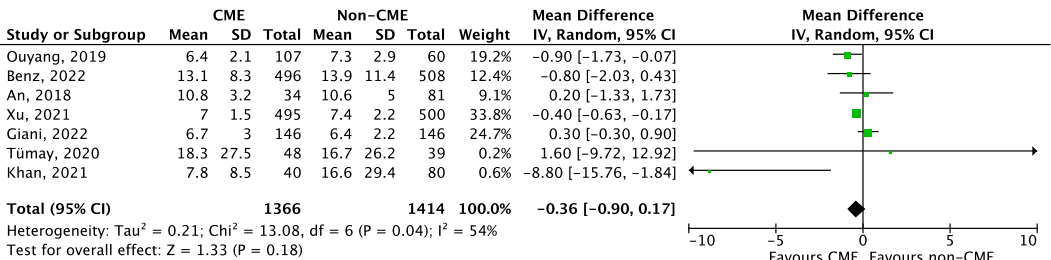 CME Non-CME Mean Difference Mean Difference
Study or Subgroup Mean SD Total Mean SD Total Weight IV, Random, 95% CI IV, Random, 95% CI
Ouyang, 2019 6.4 2.1 107 7.3 2.9 60 19.2% −0.90 [−1.73, −0.07]
Benz, 2022 13.1 8.3 496 13.9 11.4 508 12.4% −0.80 [−2.03, 0.43]
An, 2018 10.8 3.2 34 10.6 5 81 9.1% 0.20 [−1.33, 1.73]
Xu, 2021 7 1.5 495 7.4 2.2 500 33.8% −0.40 [−0.63, −0.17]
Giani, 2022 6.7 3 146 6.4 2.2 146 24.7% 0.30 [−0.30, 0.90]
Tümay, 2020 18.3 27.5 48 16.7 26.2 39 0.2% 1.60 [−9.72, 12.92]
Khan, 2021 7.8 8.5 40 16.6 29.4 80 0.6% −8.80 [−15.76, −1.84]
Total (95% CI) 1366 1414 100.0% −0.36 [−0.90, 0.17]
Heterogeneity: Tau² = 0.21; Chi² = 13.08, df = 6 (P = 0.04); I² = 54%
Test for overall effect: Z = 1.33 (P = 0.18)
−10 −5 0 5 10
Favours CME Favours non-CME